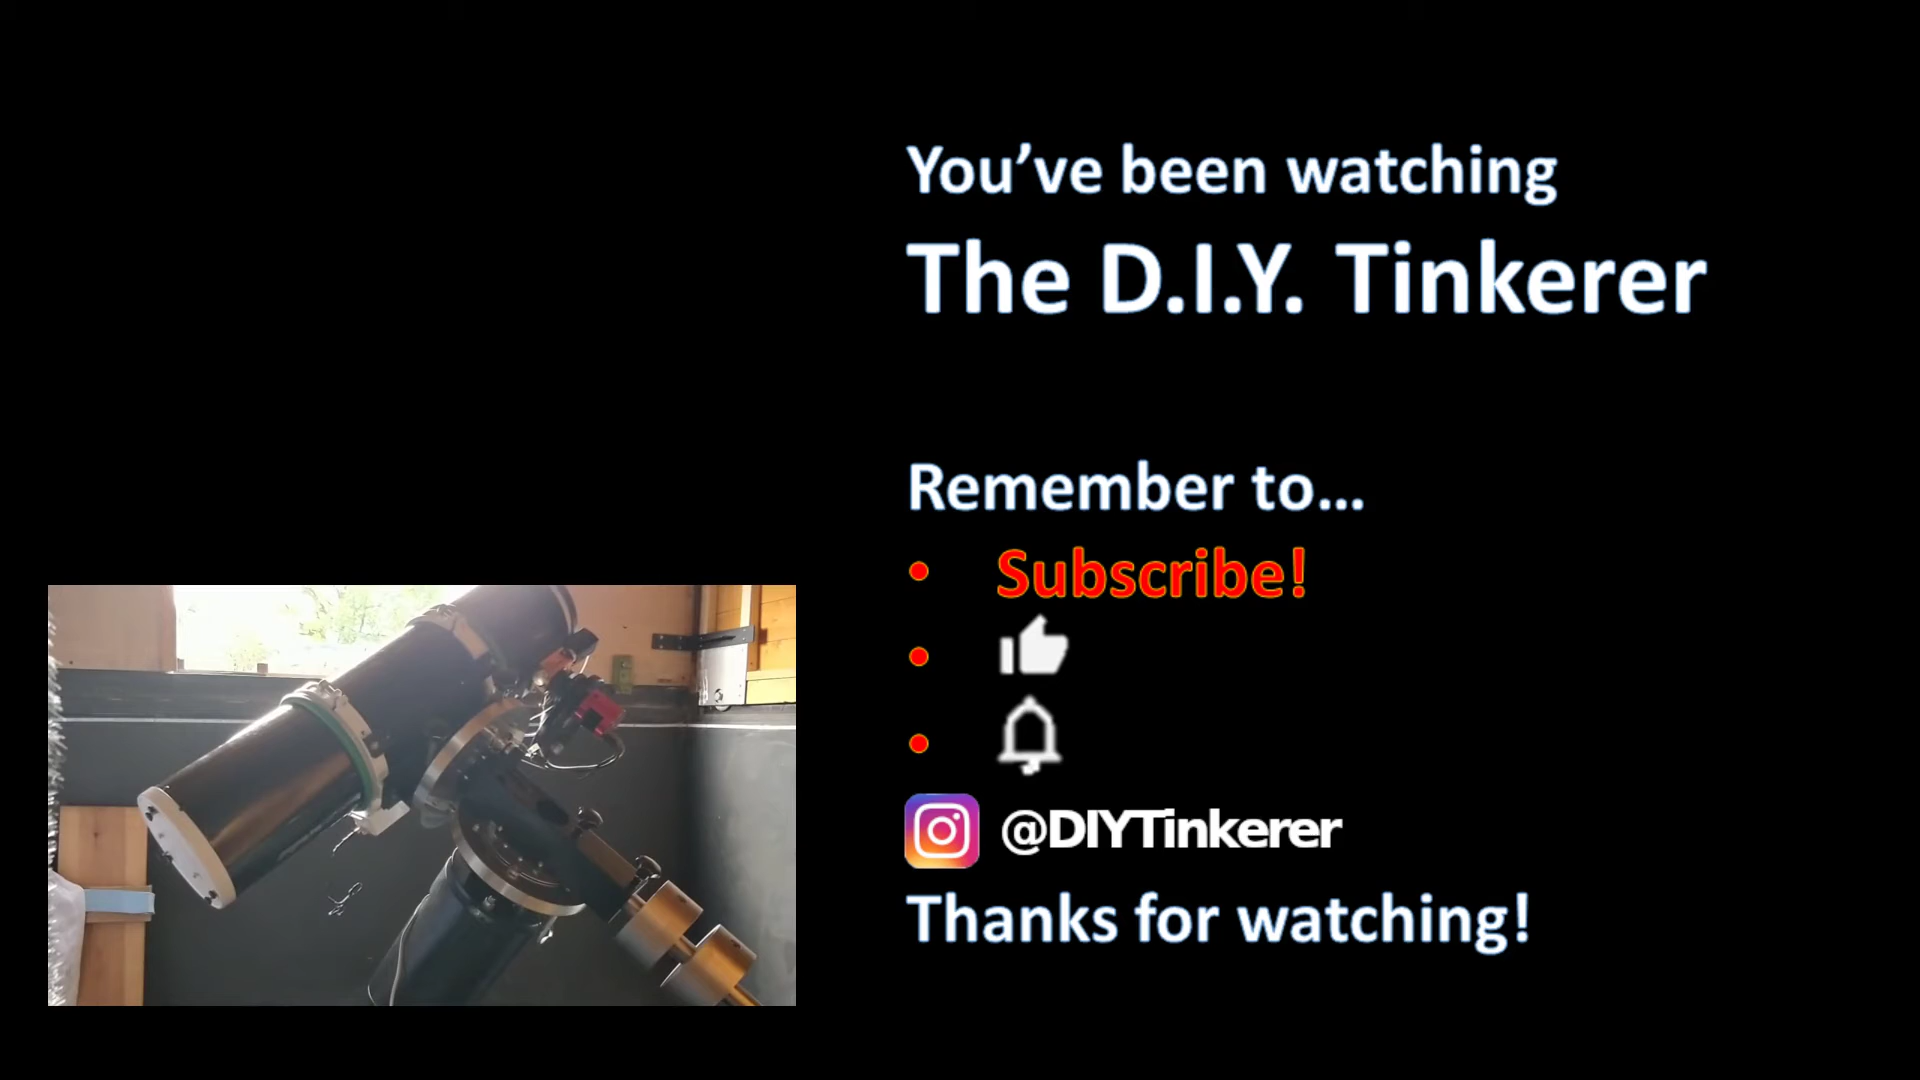 You’ve been watching
The D.I.Y. Tinkerer
Remember to...
• Subscribe!
•
•
@DIYTinkerer
Thanks for watching!